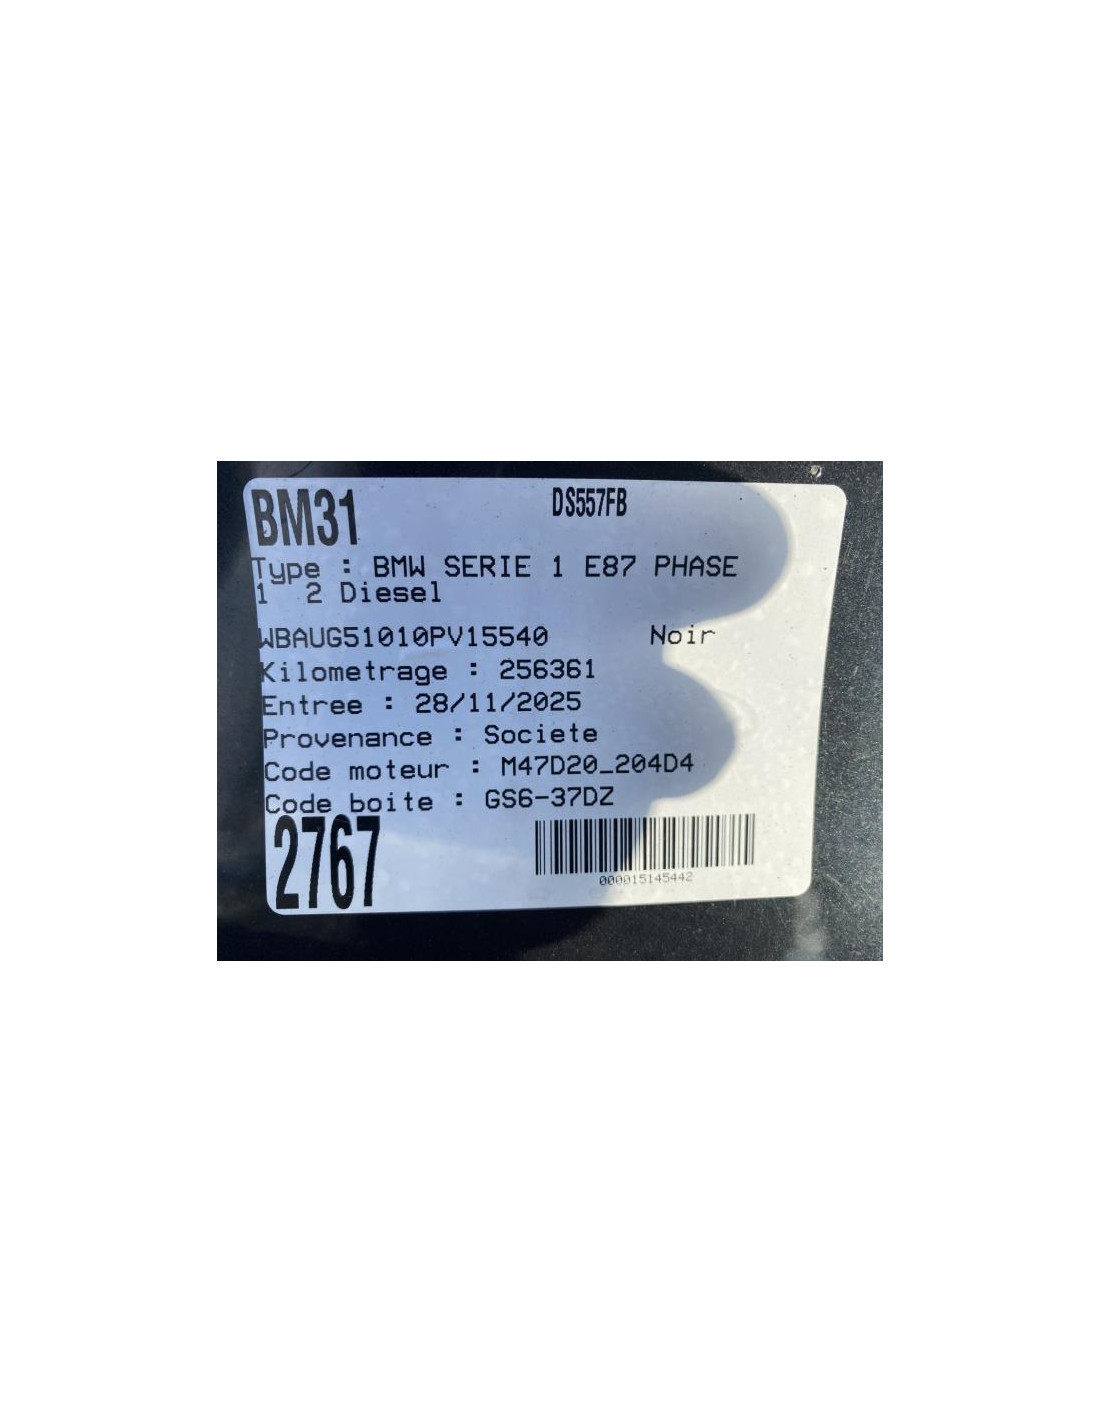 BM31 DS557FB
Type : BMW SERIE 1 E87 PHASE
1 2 Diesel
WBAUG51010PV15540 Noir
Kilometrage : 256361
Entree : 28/11/2025
Provenance : Societe
Code moteur : M47D20_204D4
Code boite : GS6-37DZ
2767
000015145442